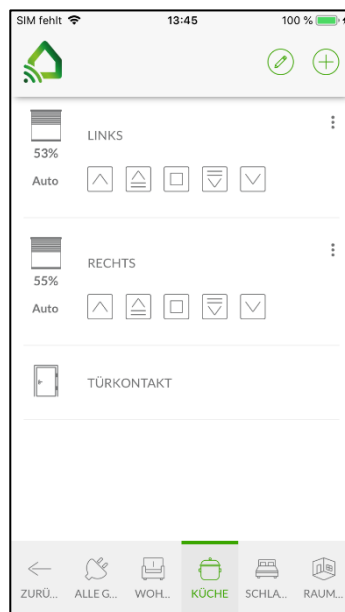 SIM fehlt 13:45 100 %
LINKS
53%
Auto
RECHTS
55%
Auto
TÜRKONTAKT
ZURÜ... ALLE G... WOH... KÜCHE SCHLA... RAUM...